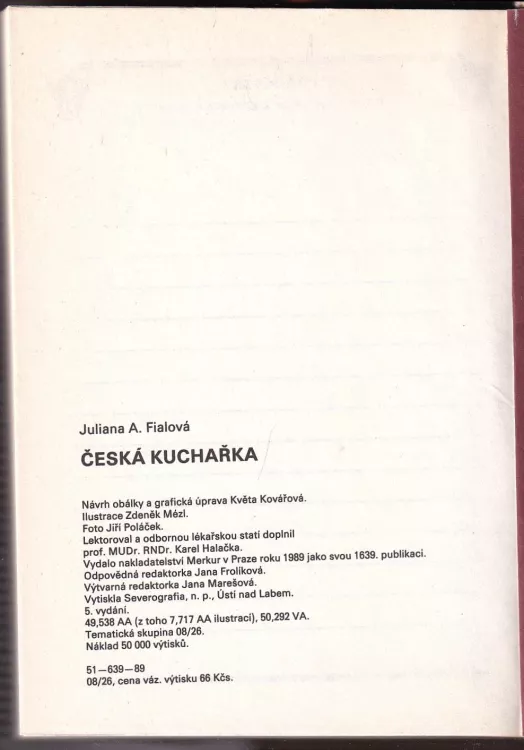 Juliana A. Fialová
ČESKÁ KUCHAŘKA
Návrh obálky a grafická úprava Květa Kovářová.
Ilustrace Zdeněk Mézl.
Foto Jiří Poláček.
Lektoroval a odbornou lékařskou statí doplnil
prof. MUDr. RNDr. Karel Halačka.
Vydalo nakladatelství Merkur v Praze roku 1989 jako svou 1639. publikaci.
Odpovědná redaktorka Jana Frolíková.
Výtvarná redaktorka Jana Marešová.
Vytiskla Severografia, n. p., Ústí nad Labem.
5. vydání.
49,538 AA (z toho 7,717 AA ilustrací), 50,292 VA.
Tematická skupina 08/26.
Náklad 50 000 výtisků.
51—639—89
08/26, cena váz. výtisku 66 Kčs.